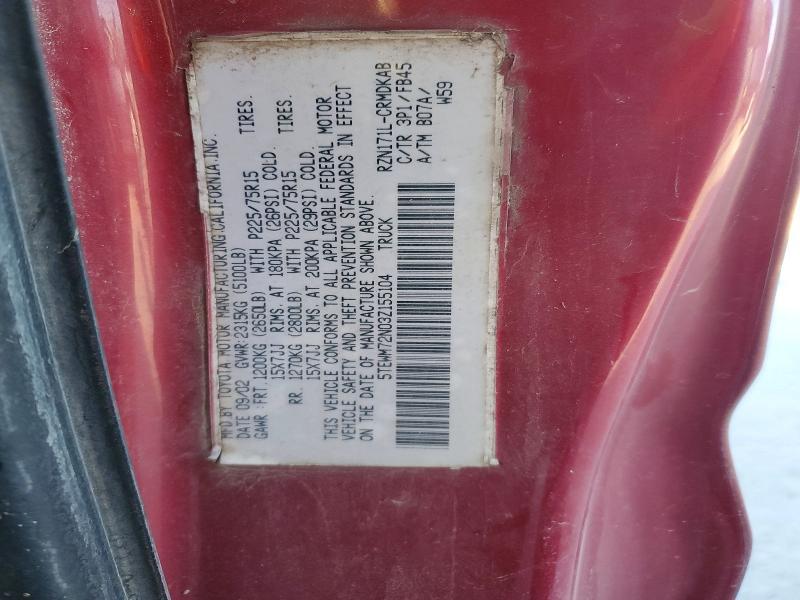 MFD BY TOYOTA MOTOR MANUFACTURING CALIFORNIA INC.
DATE 09/02 GVWR:2315KG (5100LB)
GAWR :FRT.1200KG (2650LB) WITH P225/75R15 TIRES.
15X7JJ RIMS. AT 180KPA (26PSI) COLD.
RR. 1270KG (2800LB) WITH P225/75R15 TIRES.
15X7JJ RIMS. AT 200KPA (29PSI) COLD.
THIS VEHICLE CONFORMS TO ALL APPLICABLE FEDERAL MOTOR
VEHICLE SAFETY AND THEFT PREVENTION STANDARDS IN EFFECT
ON THE DATE OF MANUFACTURE SHOWN ABOVE.
5TEWM72N03Z155104 TRUCK
RZN171L-CRMDKAB
C/TR 3P1/FB45
A/TM B07A/
W59